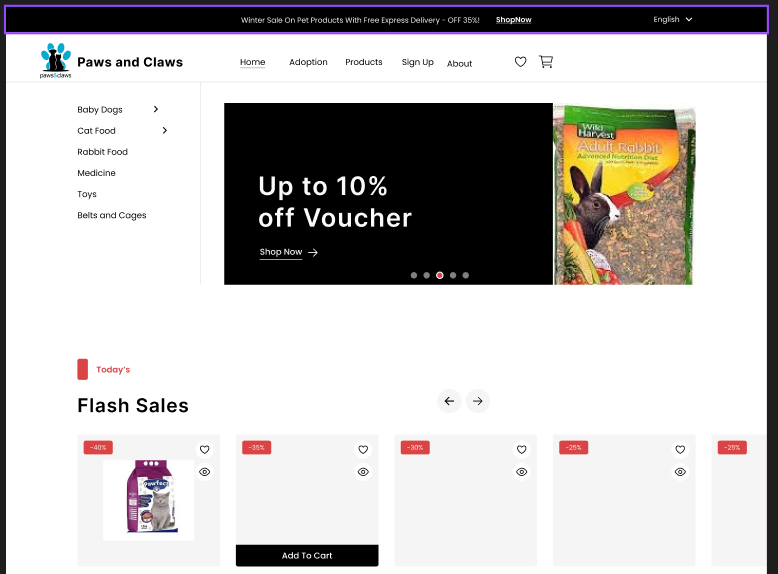 Winter Sale On Pet Products With Free Express Delivery - OFF 35%! ShopNow English
paws&claws
Paws and Claws
Home Adoption Products Sign Up About
Baby Dogs
Cat Food
Rabbit Food
Medicine
Toys
Belts and Cages
Up to 10%
off Voucher
Shop Now
Wild
Harvest
Adult Rabbit
Advanced Nutrition Diet
Today's
Flash Sales
-40%
-35%
-30%
-25%
-25%
Pawfect
Add To Cart